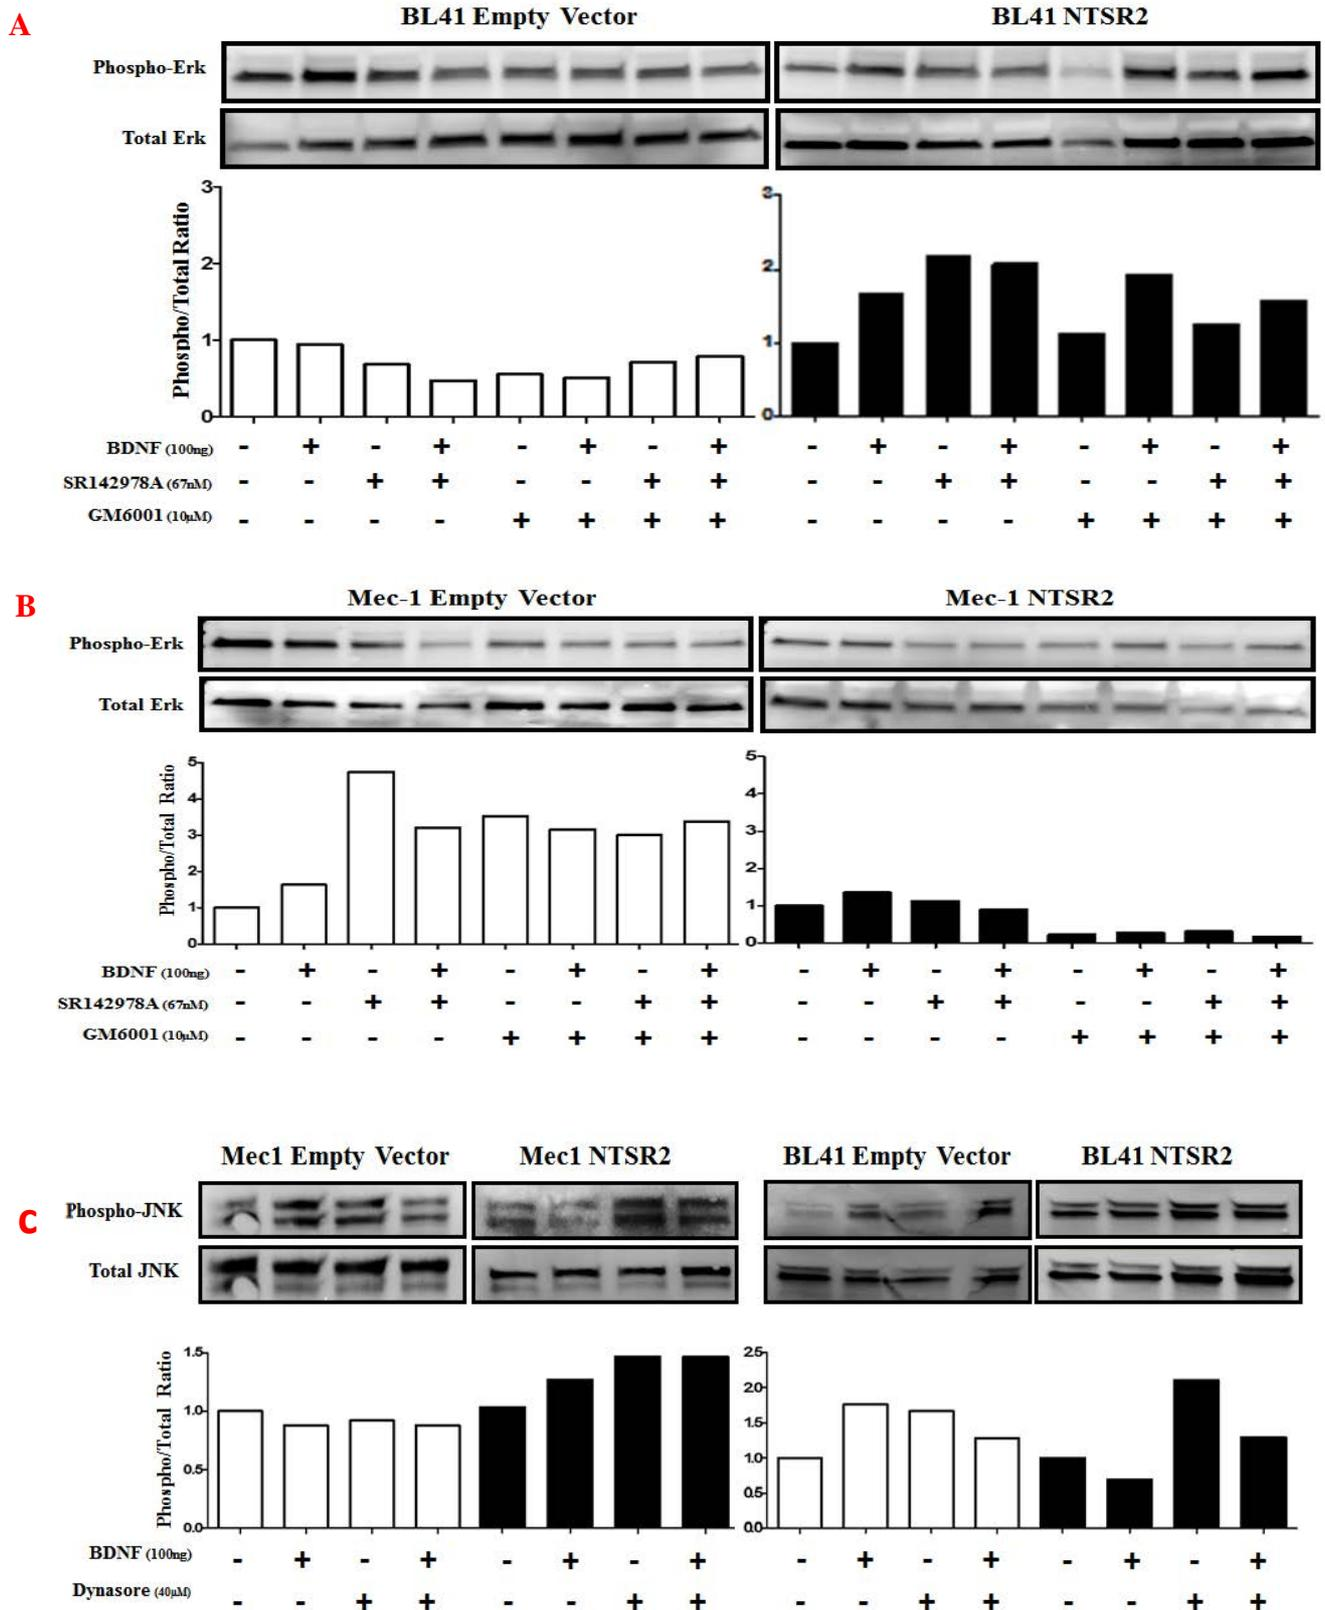 A
BL41 Empty Vector
BL41 NTSR2
Phospho-Erk
Total Erk
Phospho/Total Ratio
3
2
1
0
3
2
1
0
BDNF (100ng) - + - + - + - + - + - + - + - +
SR142978A (67nM) - - + + - - + + - - + + - - + +
GM6001 (10µM) - - - - + + + + - - - - + + + +
B
Mec-1 Empty Vector
Mec-1 NTSR2
Phospho-Erk
Total Erk
Phospho/Total Ratio
5
4
3
2
1
0
5
4
3
2
1
0
BDNF (100ng) - + - + - + - + - + - + - + - +
SR142978A (67nM) - - + + - - + + - - + + - - + +
GM6001 (10µM) - - - - + + + + - - - - + + + +
C
Mec1 Empty Vector
Mec1 NTSR2
BL41 Empty Vector
BL41 NTSR2
Phospho-JNK
Total JNK
Phospho/Total Ratio
1.5
1.0
0.5
0.0
2.5
2.0
1.5
1.0
0.5
0.0
BDNF (100ng) - + - + - + - + - + - + - + - +
Dynasore (40µM) - - + + - - + + - - + + - - + +